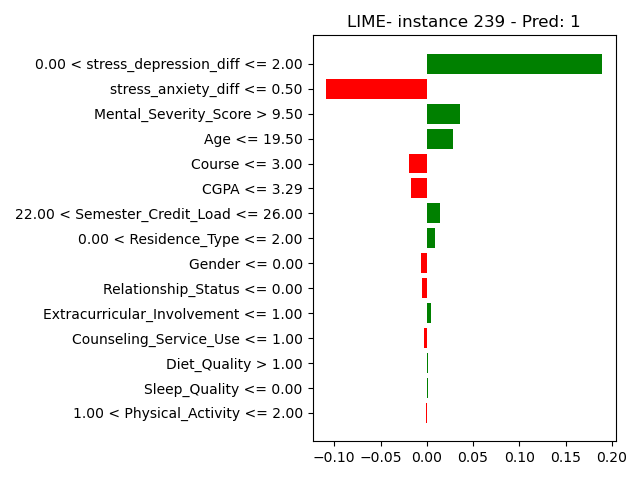 LIME- instance 239 - Pred: 1
0.00 < stress_depression_diff <= 2.00
stress_anxiety_diff <= 0.50
Mental_Severity_Score > 9.50
Age <= 19.50
Course <= 3.00
CGPA <= 3.29
22.00 < Semester_Credit_Load <= 26.00
0.00 < Residence_Type <= 2.00
Gender <= 0.00
Relationship_Status <= 0.00
Extracurricular_Involvement <= 1.00
Counseling_Service_Use <= 1.00
Diet_Quality > 1.00
Sleep_Quality <= 0.00
1.00 < Physical_Activity <= 2.00
−0.10 −0.05 0.00 0.05 0.10 0.15 0.20